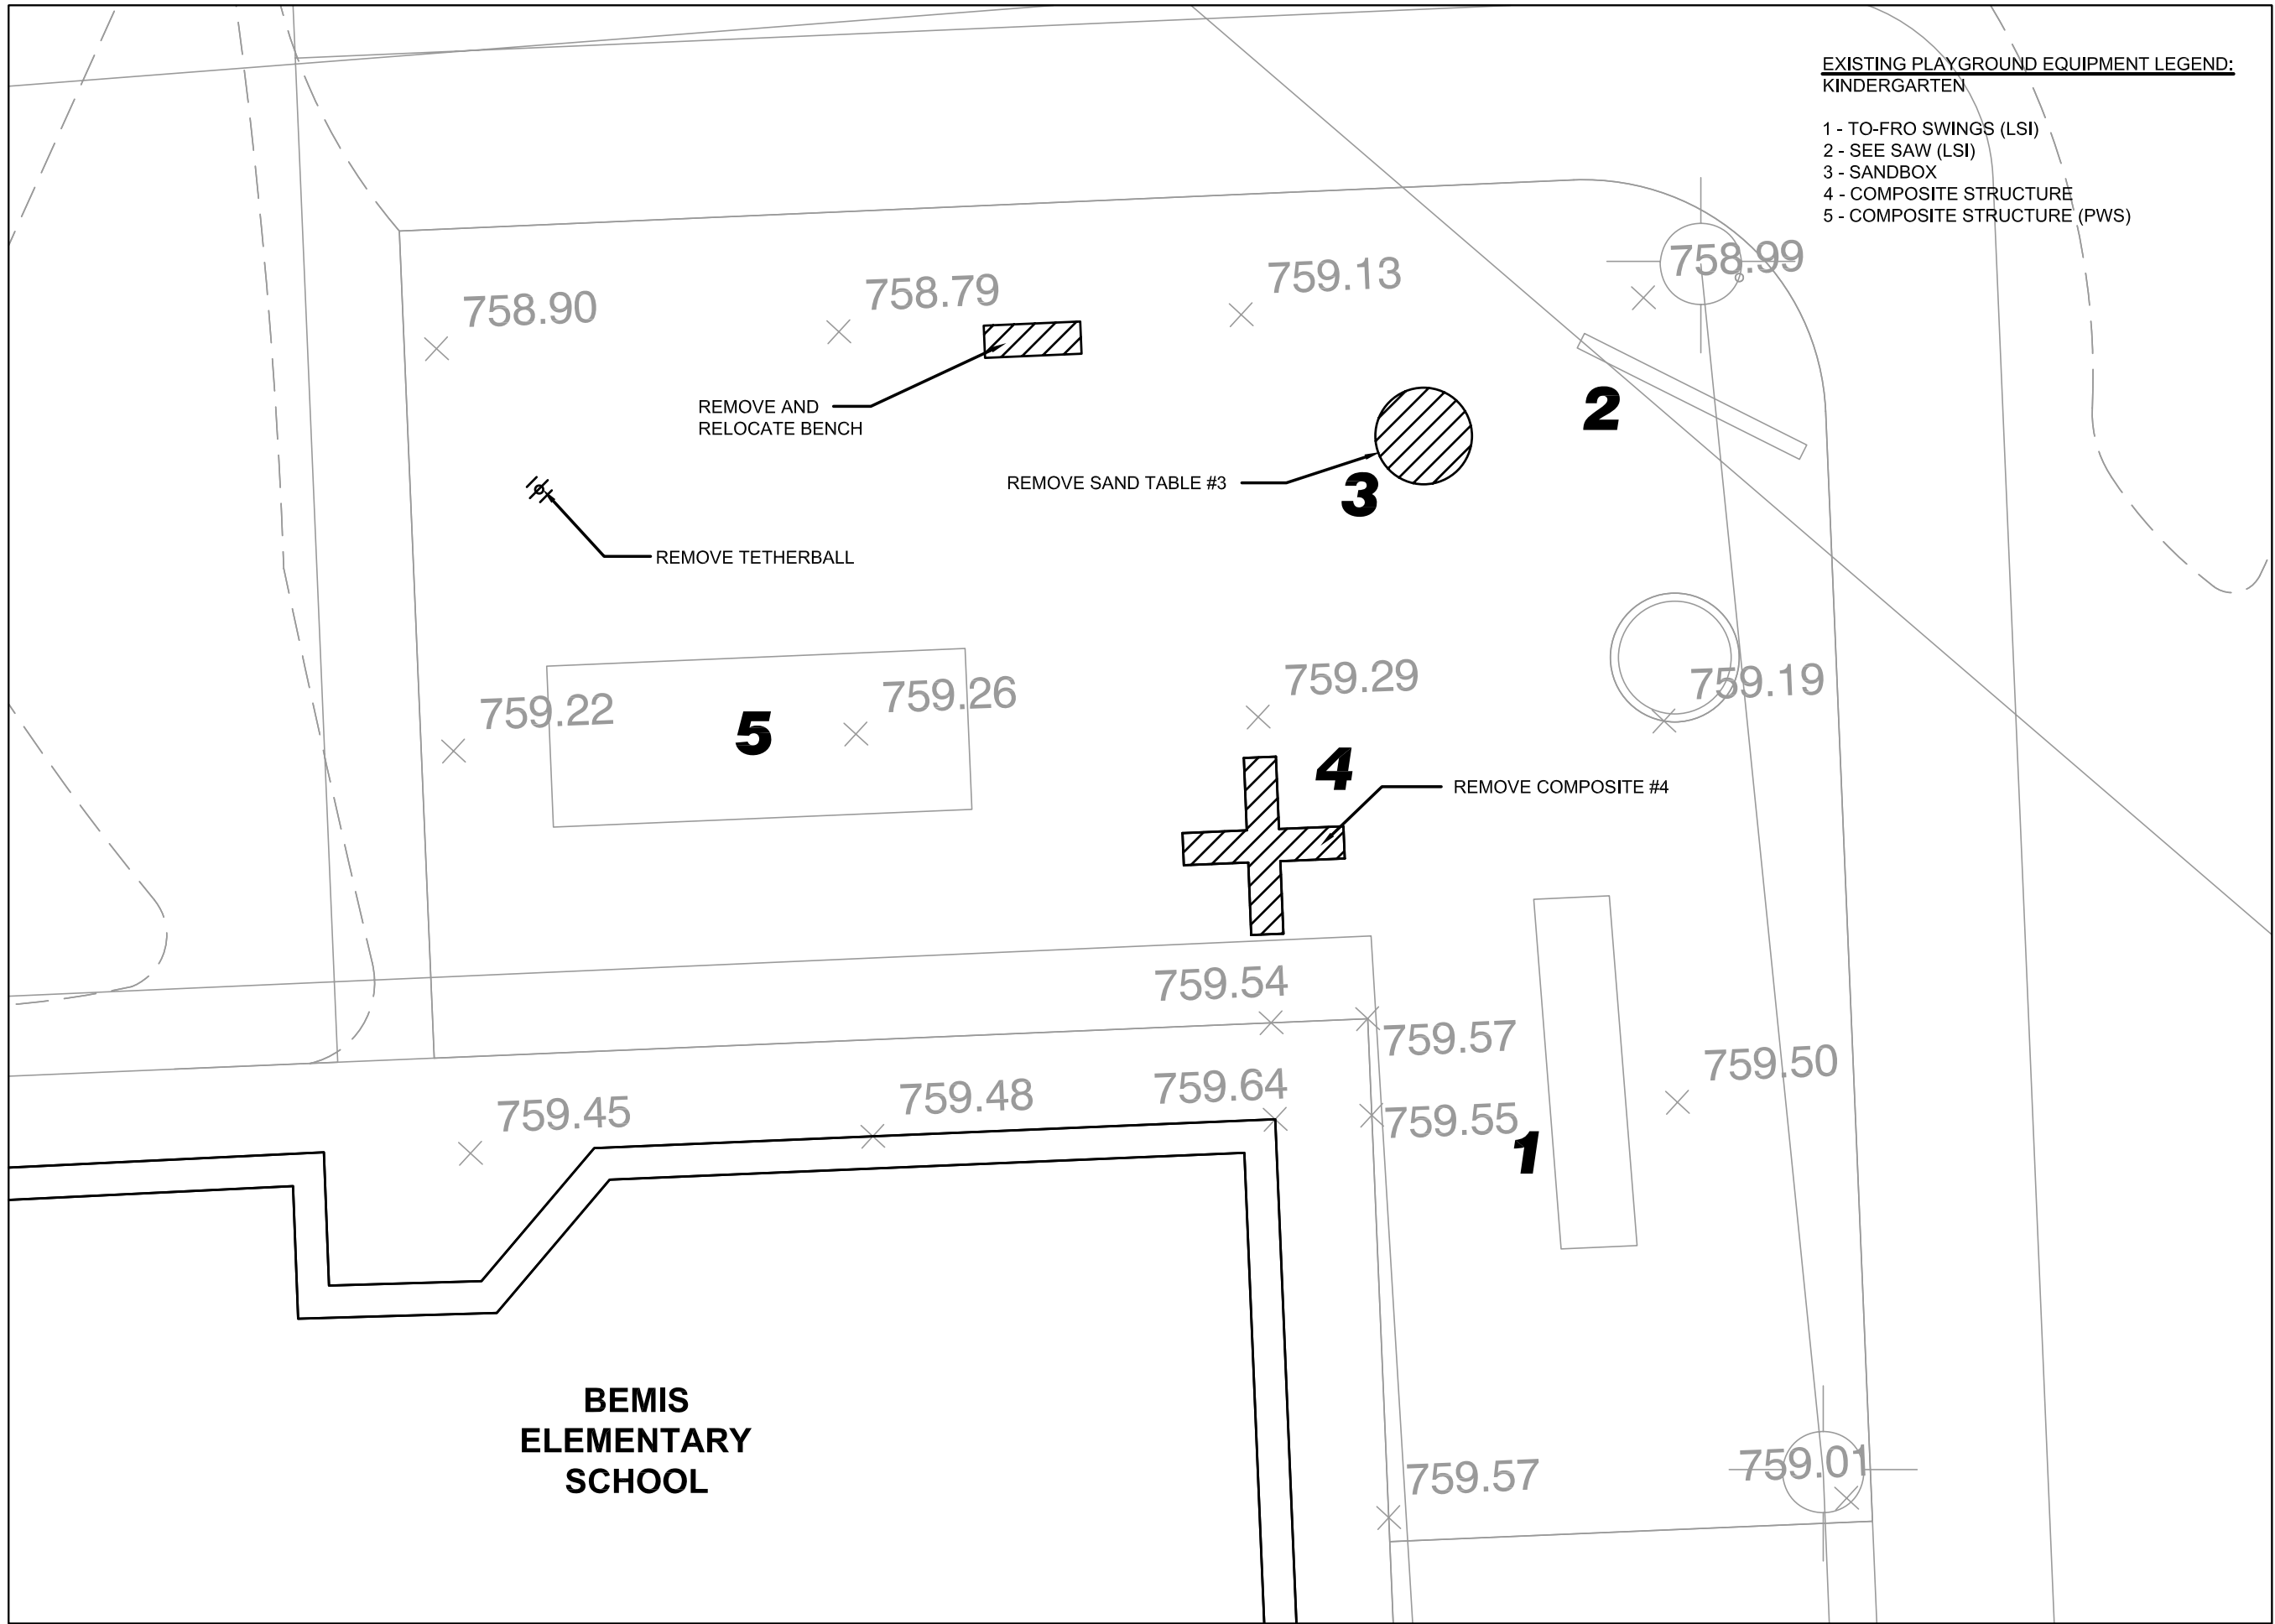 EXISTING PLAYGROUND EQUIPMENT LEGEND:
KINDERGARTEN
1 - TO-FRO SWINGS (LSI)
2 - SEE SAW (LSI)
3 - SANDBOX
4 - COMPOSITE STRUCTURE
5 - COMPOSITE STRUCTURE (PWS)
758.90
758.79
759.13
758.99
REMOVE AND
RELOCATE BENCH
2
REMOVE SAND TABLE #3
3
REMOVE TETHERBALL
759.22
5
759.26
759.29
759.19
4
REMOVE COMPOSITE #4
759.54
759.57
759.50
759.45
759.48
759.64
759.55
1
BEMIS
ELEMENTARY
SCHOOL
759.57
759.01